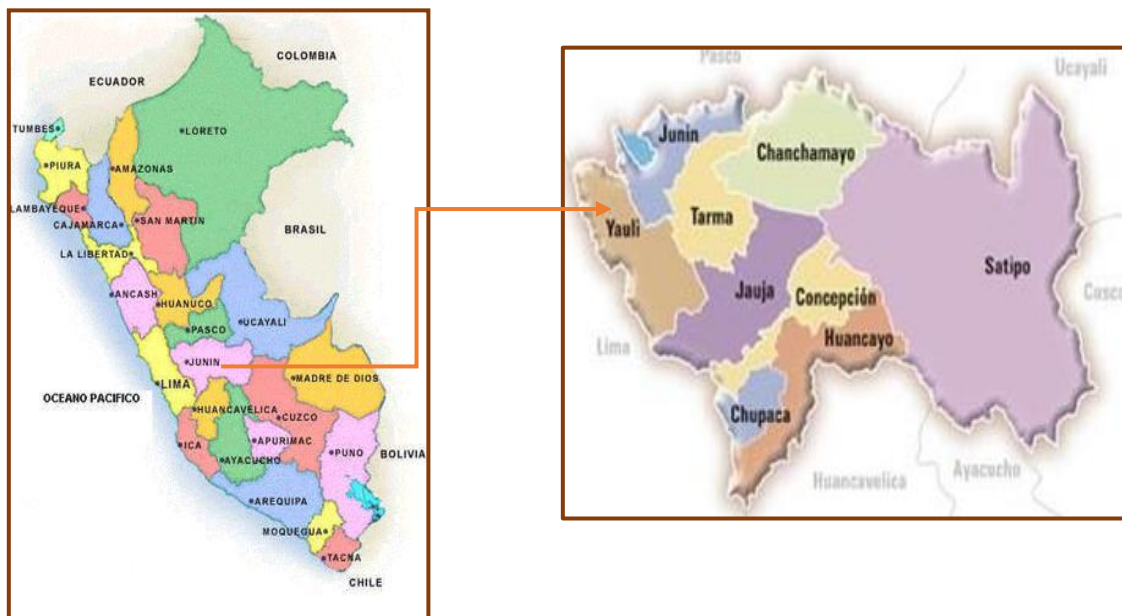 COLOMBIA
ECUADOR
TUMBES
LORETO
PIURA
AMAZONAS
LAMBAYEQUE
CAJAMARCA
SAN MARTIN
BRASIL
LA LIBERTAD
ANCASH
HUANUCO
UCAYALI
PASCO
JUNIN
LIMA
MADRE DE DIOS
OCEANO PACIFICO
HUANCAVELICA
CUZCO
ICA
APURIMAC
AYACUCHO
PUNO
BOLIVIA
AREQUIPA
MOQUEGUA
TACNA
CHILE
Pasco
Ucayali
Junín
Chanchamayo
Tarma
Yauli
Satipo
Jauja
Concepción
Cusco
Huancayo
Lima
Chupaca
Ayacucho
Huancavelica